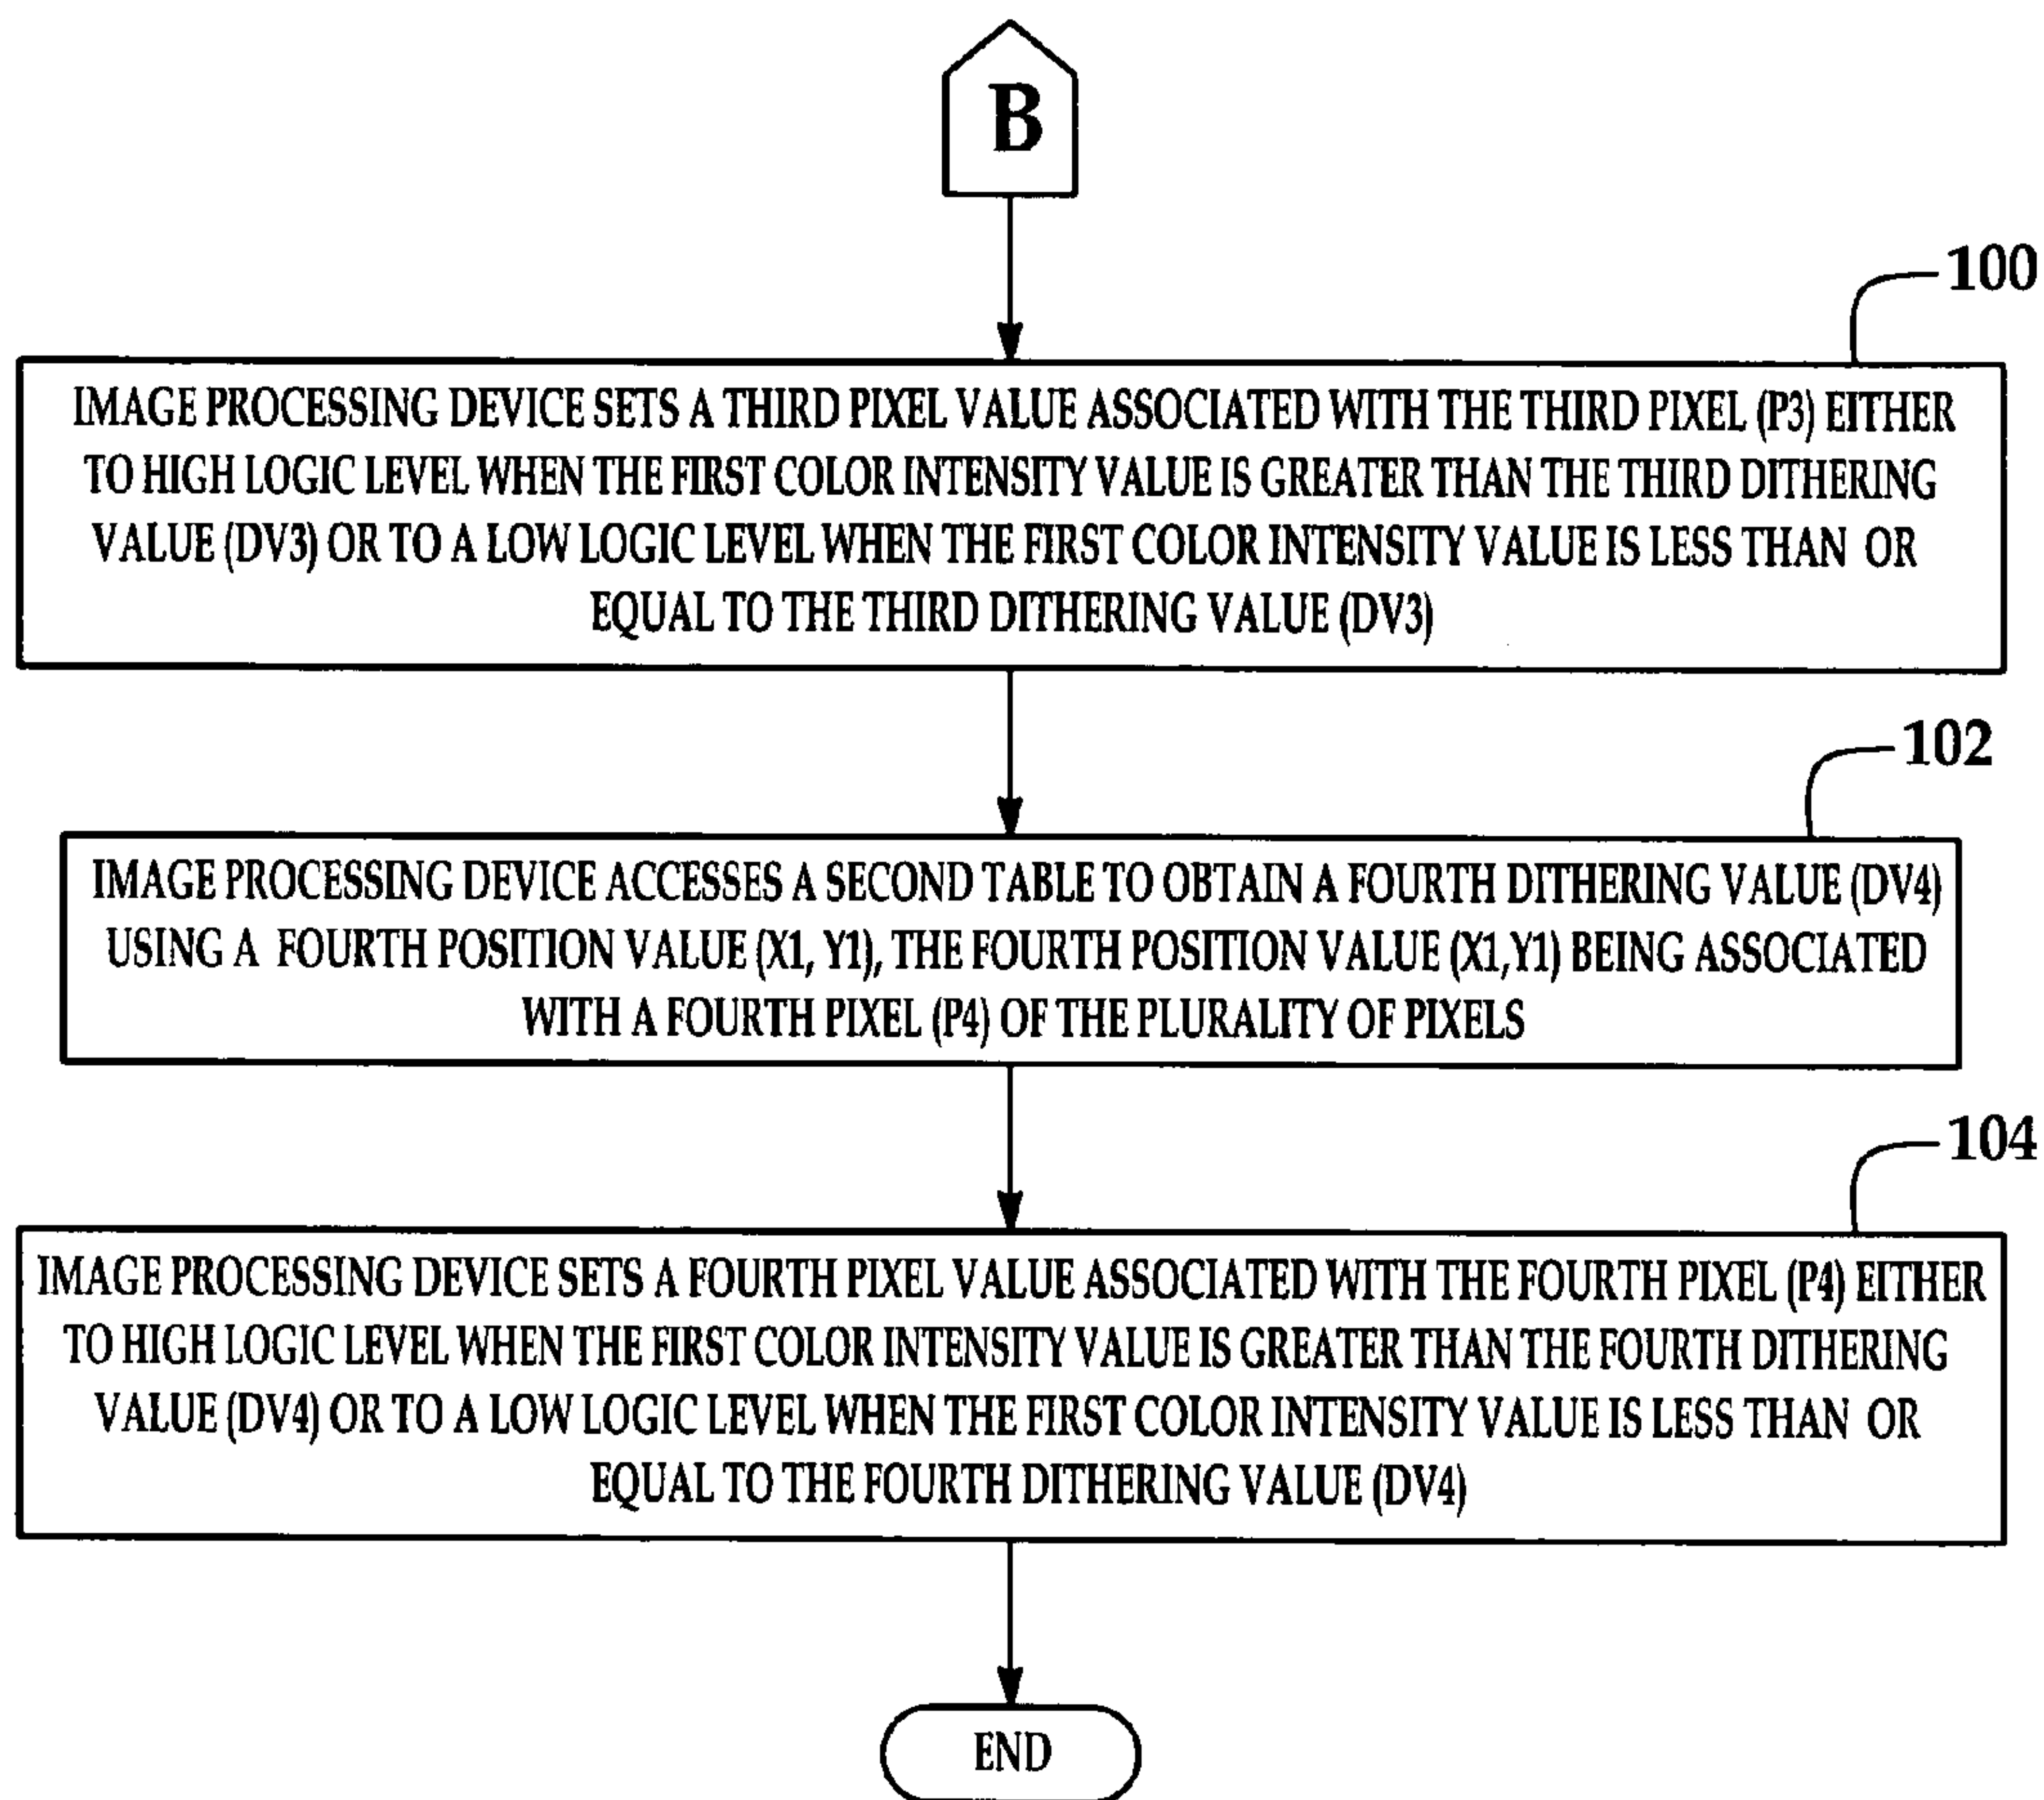 B
100
IMAGE PROCESSING DEVICE SETS A THIRD PIXEL VALUE ASSOCIATED WITH THE THIRD PIXEL (P3) EITHER
TO HIGH LOGIC LEVEL WHEN THE FIRST COLOR INTENSITY VALUE IS GREATER THAN THE THIRD DITHERING
VALUE (DV3) OR TO A LOW LOGIC LEVEL WHEN THE FIRST COLOR INTENSITY VALUE IS LESS THAN OR
EQUAL TO THE THIRD DITHERING VALUE (DV3)
102
IMAGE PROCESSING DEVICE ACCESSES A SECOND TABLE TO OBTAIN A FOURTH DITHERING VALUE (DV4)
USING A FOURTH POSITION VALUE (X1, Y1), THE FOURTH POSITION VALUE (X1,Y1) BEING ASSOCIATED
WITH A FOURTH PIXEL (P4) OF THE PLURALITY OF PIXELS
104
IMAGE PROCESSING DEVICE SETS A FOURTH PIXEL VALUE ASSOCIATED WITH THE FOURTH PIXEL (P4) EITHER
TO HIGH LOGIC LEVEL WHEN THE FIRST COLOR INTENSITY VALUE IS GREATER THAN THE FOURTH DITHERING
VALUE (DV4) OR TO A LOW LOGIC LEVEL WHEN THE FIRST COLOR INTENSITY VALUE IS LESS THAN OR
EQUAL TO THE FOURTH DITHERING VALUE (DV4)
END